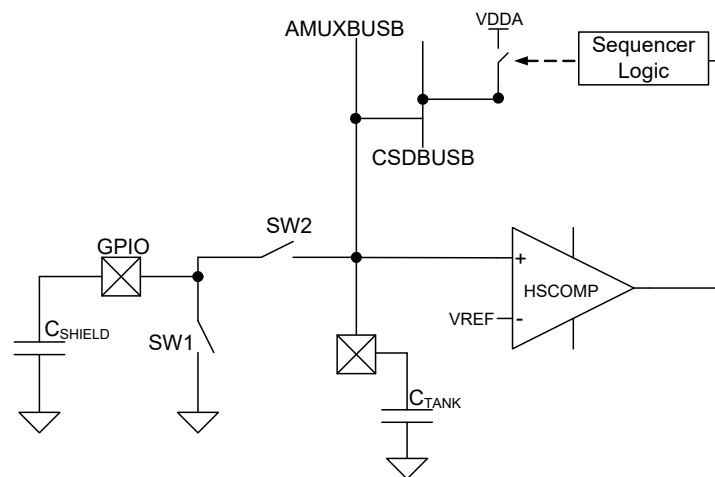 AMUXBUSB
VDDA
Sequencer
Logic
CSDBUSB
SW2
GPIO
+
HSCOMP
VREF
-
CSHIELD
SW1
CTANK